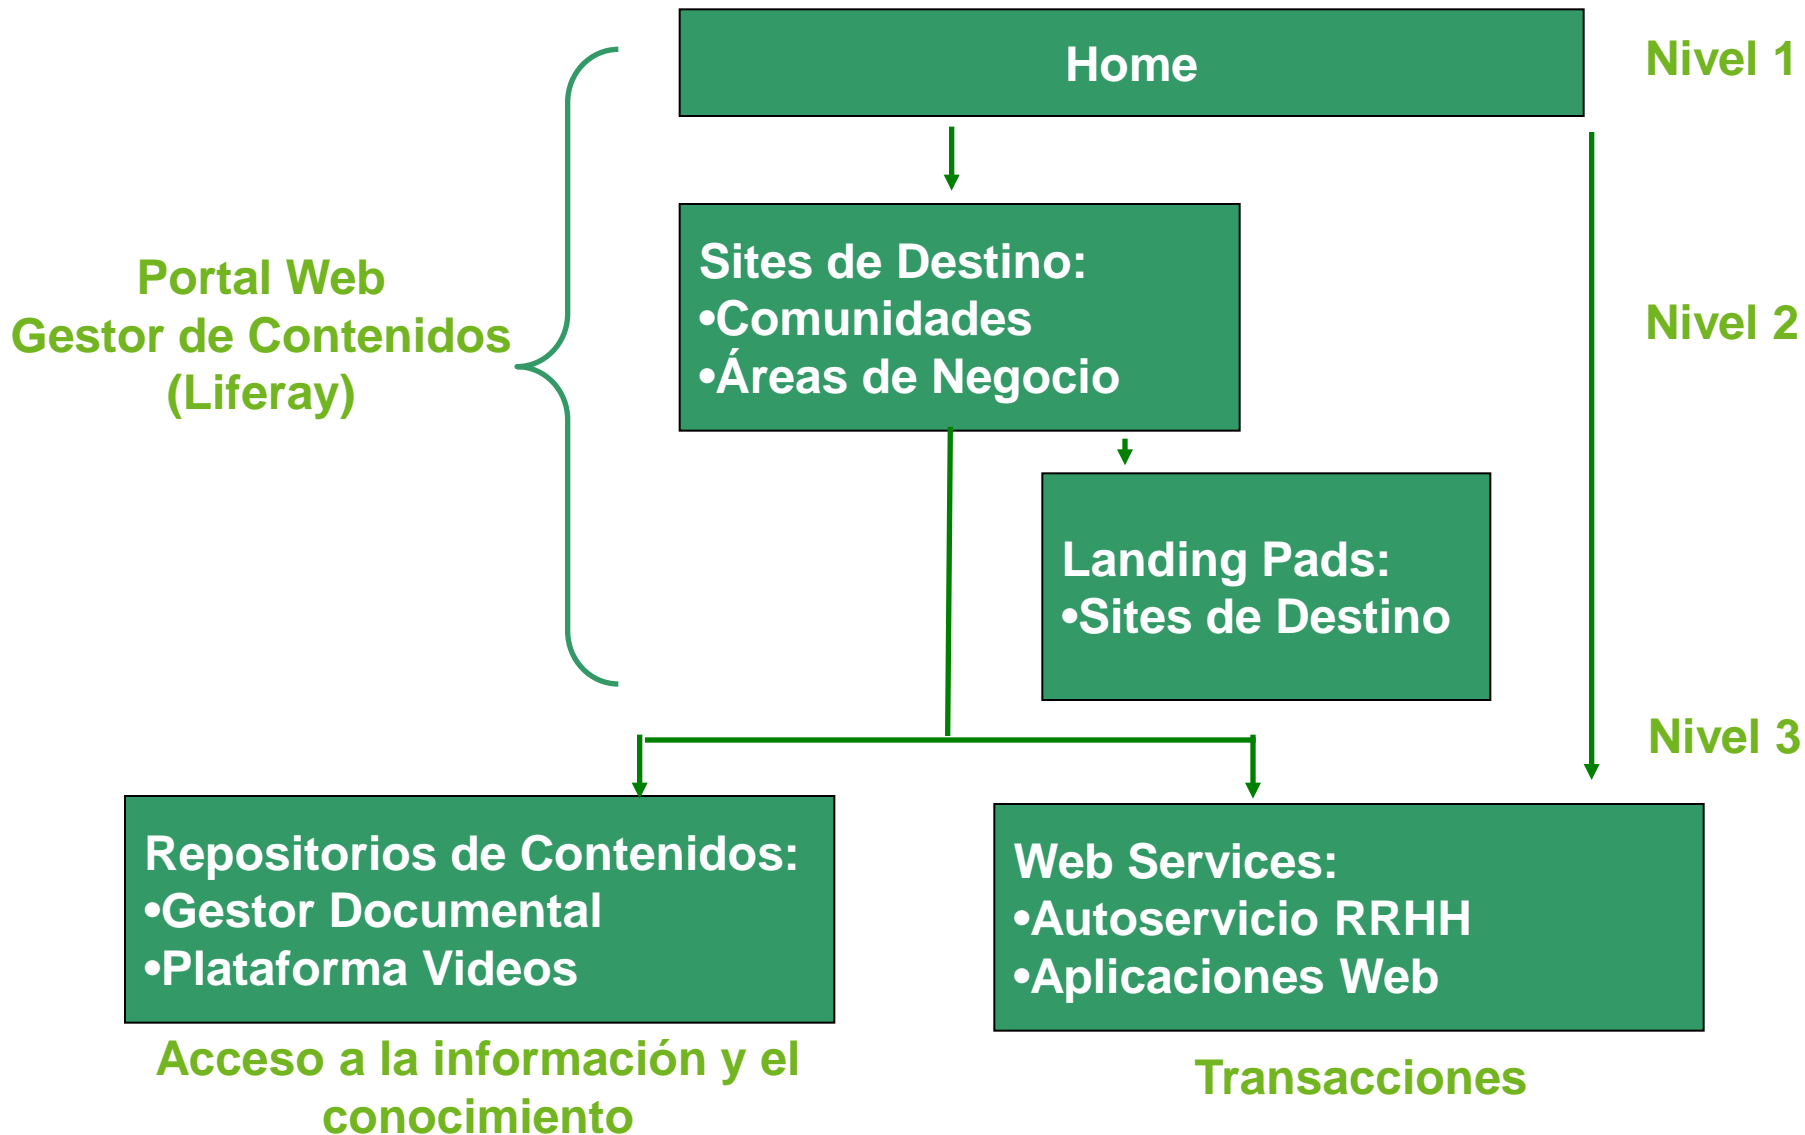 Home
Nivel 1
Sites de Destino:
•Comunidades
•Áreas de Negocio
Portal Web
Gestor de Contenidos
(Liferay)
Nivel 2
Landing Pads:
•Sites de Destino
Nivel 3
Repositorios de Contenidos:
•Gestor Documental
•Plataforma Videos
Web Services:
•Autoservicio RRHH
•Aplicaciones Web
Acceso a la información y el
conocimiento
Transacciones